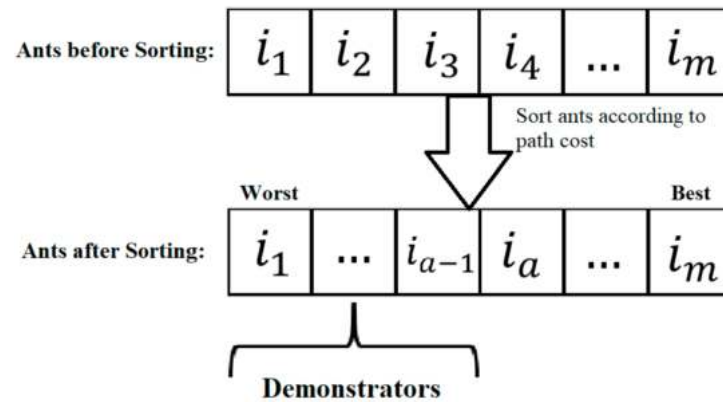 Ants before Sorting: i₁ i₂ i₃ i₄ ... iₘ
Sort ants according to
path cost
Worst Best
Ants after Sorting: i₁ ... iₐ₋₁ iₐ ... iₘ
Demonstrators